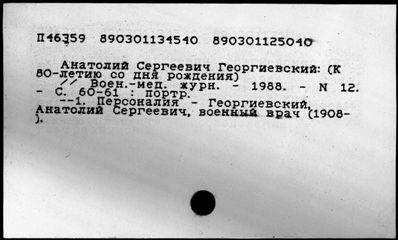 П46359 890301134540 890301125040
Анатолий Сергеевич Георгиевский: (К
80-летию со дня рождения)
// Воен.-мед. журн. - 1988. - N 12.
- С. 60-61 : портр.
--1. Персоналия - Георгиевский,
Анатолий Сергеевич, военный врач (1908-
).